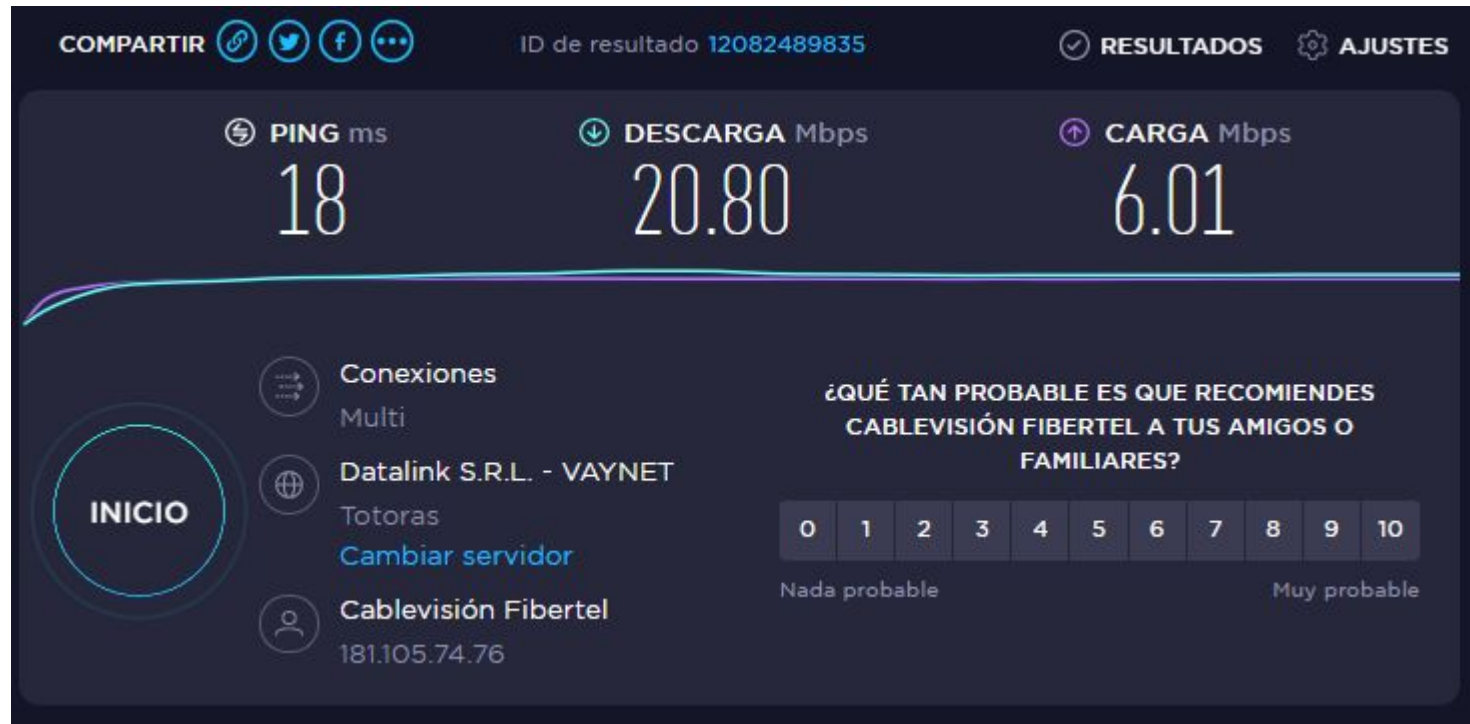 COMPARTIR ID de resultado 12082489835 RESULTADOS AJUSTES
PING ms DESCARGA Mbps CARGA Mbps
18 20.80 6.01
Conexiones
Multi
Datalink S.R.L. - VAYNET
Totoras
Cambiar servidor
Cablevisión Fibertel
181.105.74.76
INICIO
¿QUÉ TAN PROBABLE ES QUE RECOMIENDES
CABLEVISIÓN FIBERTEL A TUS AMIGOS O
FAMILIARES?
0 1 2 3 4 5 6 7 8 9 10
Nada probable Muy probable